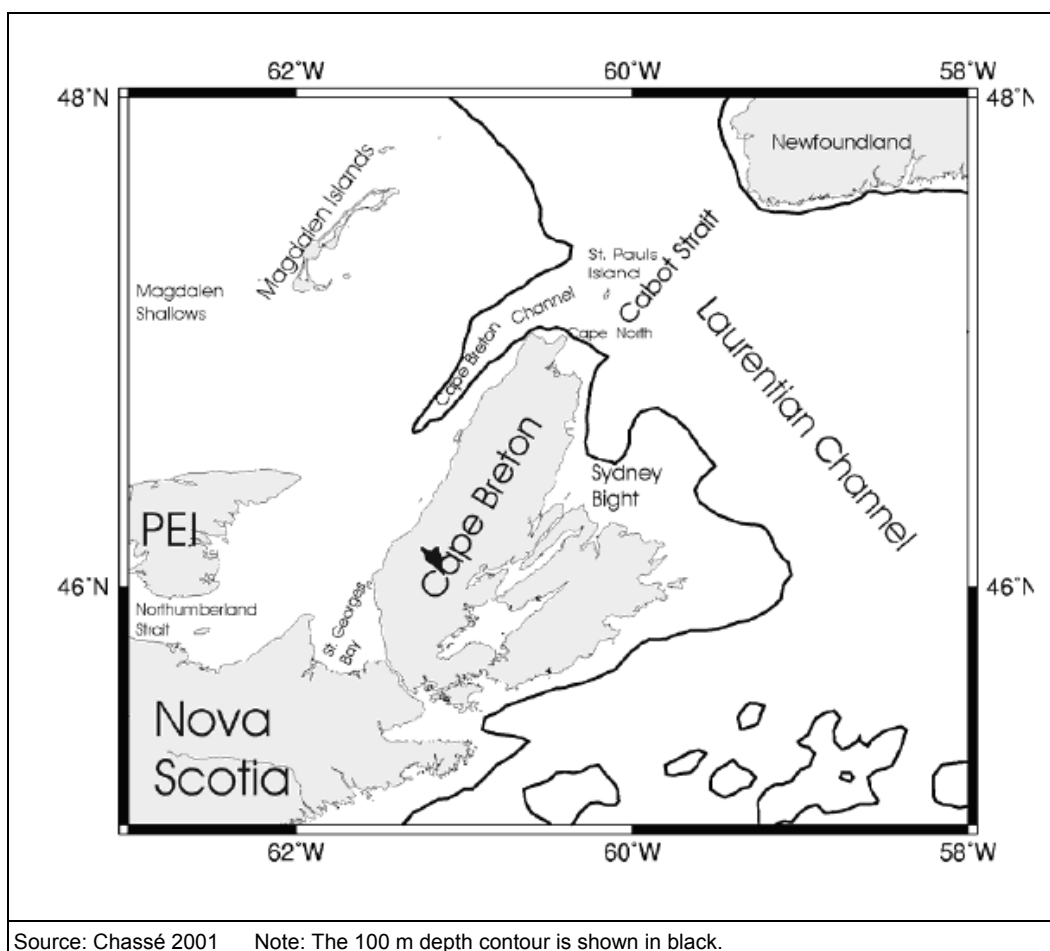 62°W
60°W
58°W
48°N
48°N
Newfoundland
Magdalen Islands
Cabot Strait
St. Pauls
Island
Magdalen
Shallows
Cape Breton Channel
Cape North
Laurentian Channel
Cape Breton
Sydney
Bight
PEI
46°N
46°N
Northumberland
Strait
St. Georges
Bay
Nova
Scotia
62°W
60°W
58°W
Source: Chassé 2001 Note: The 100 m depth contour is shown in black.